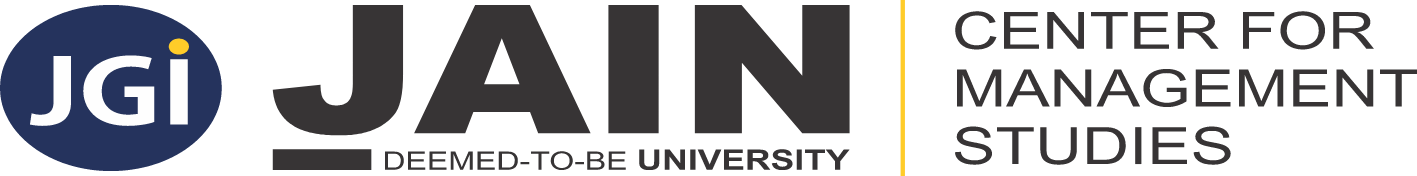 JGi
JAIN
DEEMED-TO-BE UNIVERSITY
CENTER FOR
MANAGEMENT
STUDIES